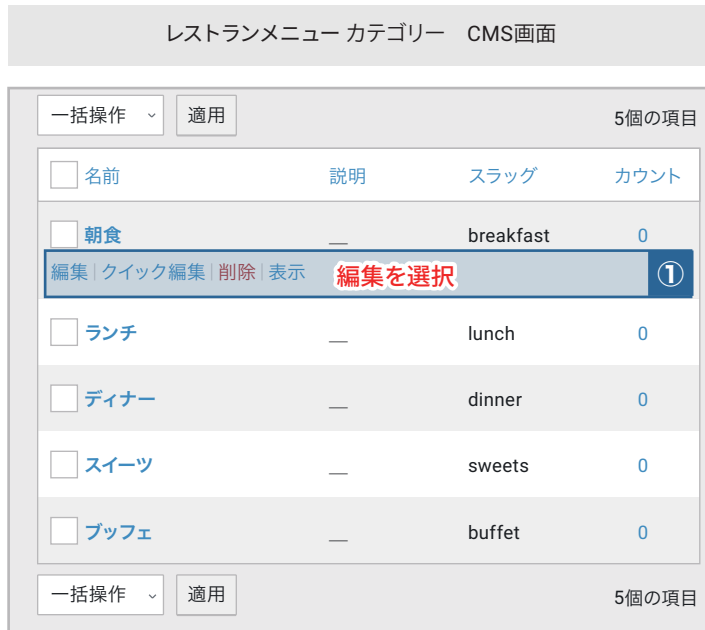 レストランメニュー カテゴリー　CMS画面
一括操作 適用 5個の項目
名前 説明 スラッグ カウント
朝食 — breakfast 0
編集 | クイック編集 | 削除 | 表示 編集を選択 ①
ランチ — lunch 0
ディナー — dinner 0
スイーツ — sweets 0
ブッフェ — buffet 0
一括操作 適用 5個の項目